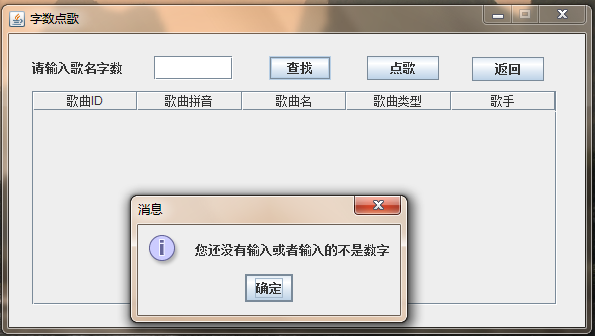 字数点歌
请输入歌名字数 查找 点歌 返回
歌曲ID 歌曲拼音 歌曲名 歌曲类型 歌手
消息
您还没有输入或者输入的不是数字
确定